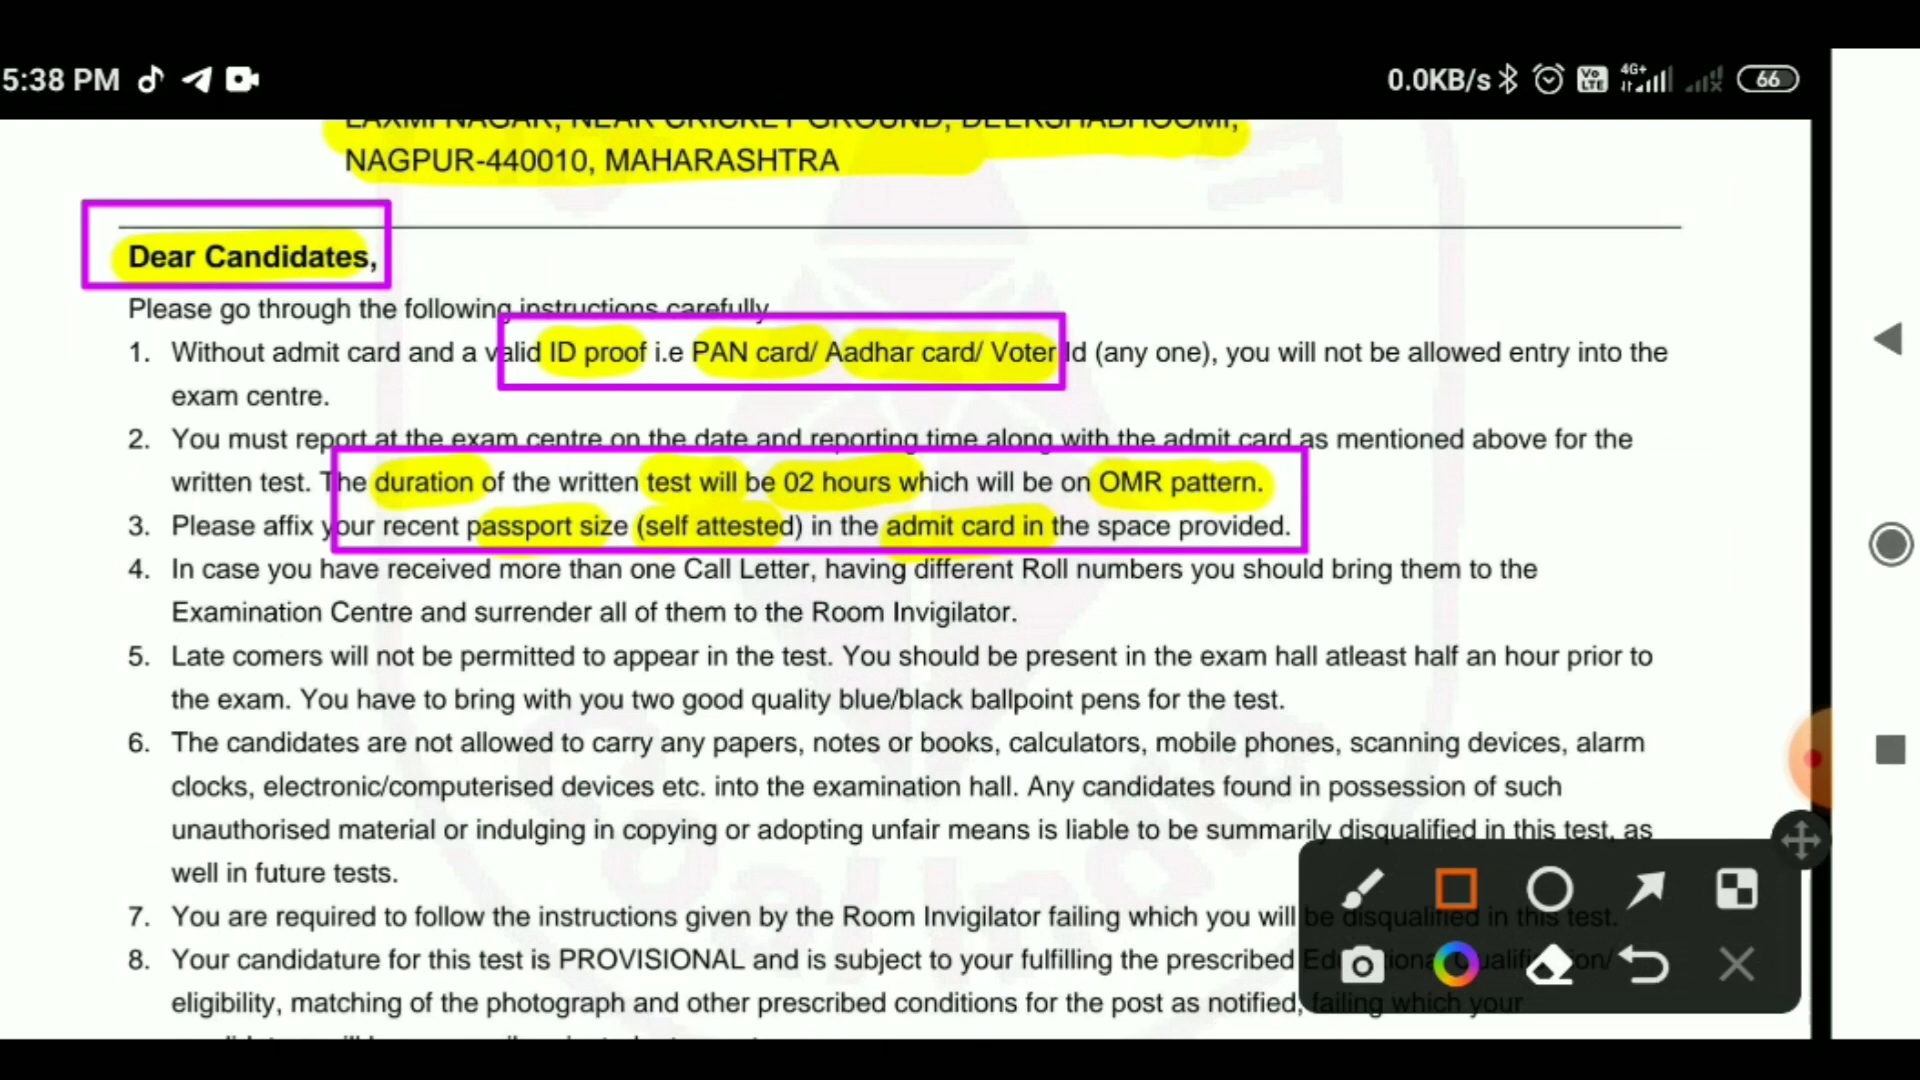 5:38 PM
0.0KB/s 4G+ Vo LTE 66
LAXMI NAGAR, NEAR CRICKET GROUND, DEEKSHABHOOMI,
NAGPUR-440010, MAHARASHTRA
Dear Candidates,
Please go through the following instructions carefully
1. Without admit card and a valid ID proof i.e PAN card/ Aadhar card/ Voter Id (any one), you will not be allowed entry into the
exam centre.
2. You must report at the exam centre on the date and reporting time along with the admit card as mentioned above for the
written test. The duration of the written test will be 02 hours which will be on OMR pattern.
3. Please affix your recent passport size (self attested) in the admit card in the space provided.
4. In case you have received more than one Call Letter, having different Roll numbers you should bring them to the
Examination Centre and surrender all of them to the Room Invigilator.
5. Late comers will not be permitted to appear in the test. You should be present in the exam hall atleast half an hour prior to
the exam. You have to bring with you two good quality blue/black ballpoint pens for the test.
6. The candidates are not allowed to carry any papers, notes or books, calculators, mobile phones, scanning devices, alarm
clocks, electronic/computerised devices etc. into the examination hall. Any candidates found in possession of such
unauthorised material or indulging in copying or adopting unfair means is liable to be summarily disqualified in this test, as
well in future tests.
7. You are required to follow the instructions given by the Room Invigilator failing which you will be disqualified in this test.
8. Your candidature for this test is PROVISIONAL and is subject to your fulfilling the prescribed Educational Qualification/
eligibility, matching of the photograph and other prescribed conditions for the post as notified, failing which your